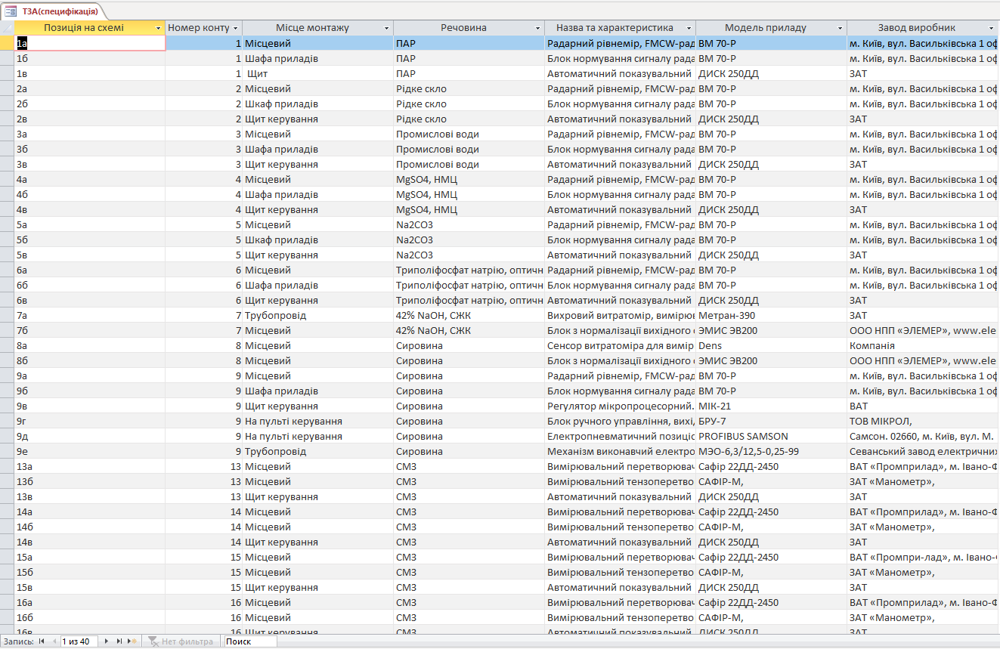 ТЗА(специфікація)
Позиція на схемі Номер конту Місце монтажу Речовина Назва та характеристика Модель приладу Завод виробник
1а 1 Місцевий ПАР Радарний рівнемір, FMCW-рад ВМ 70-Р м. Київ, вул. Васильківська 1 оф
1б 1 Шафа приладів ПАР Блок нормування сигналу рада ВМ 70-Р м. Київ, вул. Васильківська 1 оф
1в 1 Щит ПАР Автоматичний показувальний ДИСК 250ДД ЗАТ
2а 2 Місцевий Рідке скло Радарний рівнемір, FMCW-рад ВМ 70-Р м. Київ, вул. Васильківська 1 оф
2б 2 Шкаф приладів Рідке скло Блок нормування сигналу рада ВМ 70-Р м. Київ, вул. Васильківська 1 оф
2в 2 Щит керування Рідке скло Автоматичний показувальний ДИСК 250ДД ЗАТ
3а 3 Місцевий Промислові води Радарний рівнемір, FMCW-рад ВМ 70-Р м. Київ, вул. Васильківська 1 оф
3б 3 Шафа приладів Промислові води Блок нормування сигналу рада ВМ 70-Р м. Київ, вул. Васильківська 1 оф
3в 3 Щит керування Промислові води Автоматичний показувальний ДИСК 250ДД ЗАТ
4а 4 Місцевий MgSO4, НМЦ Радарний рівнемір, FMCW-рад ВМ 70-Р м. Київ, вул. Васильківська 1 оф
4б 4 Шафа приладів MgSO4, НМЦ Блок нормування сигналу рада ВМ 70-Р м. Київ, вул. Васильківська 1 оф
4в 4 Щит керування MgSO4, НМЦ Автоматичний показувальний ДИСК 250ДД ЗАТ
5а 5 Місцевий Na2CO3 Радарний рівнемір, FMCW-рад ВМ 70-Р м. Київ, вул. Васильківська 1 оф
5б 5 Шкаф приладів Na2CO3 Блок нормування сигналу рада ВМ 70-Р м. Київ, вул. Васильківська 1 оф
5в 5 Щит керування Na2CO3 Автоматичний показувальний ДИСК 250ДД ЗАТ
6а 6 Місцевий Триполіфосфат натрію, оптичн Радарний рівнемір, FMCW-рад ВМ 70-Р м. Київ, вул. Васильківська 1 оф
6б 6 Шафа приладів Триполіфосфат натрію, оптичн Блок нормування сигналу рада ВМ 70-Р м. Київ, вул. Васильківська 1 оф
6в 6 Щит керування Триполіфосфат натрію, оптичн Автоматичний показувальний ДИСК 250ДД ЗАТ
7а 7 Трубопровід 42% NaOH, СЖК Вихровий витратомір, вимірюв Метран-390 ЗАТ
7б 7 Місцевий 42% NaOH, СЖК Блок з нормалізації вихідного с ЭМИС ЭВ200 ООО НПП «ЭЛЕМЕР», www.ele
8а 8 Місцевий Сировина Сенсор витратоміра для вимір Dens Компанія
8б 8 Місцевий Сировина Блок з нормалізації вихідного с ЭМИС ЭВ200 ООО НПП «ЭЛЕМЕР», www.ele
9а 9 Місцевий Сировина Радарний рівнемір, FMCW-рад ВМ 70-Р м. Київ, вул. Васильківська 1 оф
9б 9 Шафа приладів Сировина Блок нормування сигналу рада ВМ 70-Р м. Київ, вул. Васильківська 1 оф
9в 9 Щит керування Сировина Регулятор мікропроцесорний. МІК-21 ВАТ
9г 9 На пульті керування Сировина Блок ручного управління, вихі, БРУ-7 ТОВ МІКРОЛ,
9д 9 На пульті керування Сировина Електропневматичний позиціс PROFIBUS SAMSON Самсон. 02660, м. Київ, вул. М.
9е 9 Трубопровід Сировина Механізм виконавчий електро МЭО-6,3/12,5-0,25-99 Севанський завод електричних
13а 13 Місцевий СМЗ Вимірювальний перетворювач Сафір 22ДД-2450 ВАТ «Промприлад», м. Івано-Ф
13б 13 Місцевий СМЗ Вимірювальний тензоперетво САФІР-М, ЗАТ «Манометр»,
13в 13 Щит керування СМЗ Автоматичний показувальний ДИСК 250ДД ЗАТ
14а 14 Місцевий СМЗ Вимірювальний перетворювач Сафір 22ДД-2450 ВАТ «Промприлад», м. Івано-Ф
14б 14 Місцевий СМЗ Вимірювальний тензоперетво САФІР-М, ЗАТ «Манометр»,
14в 14 Щит керування СМЗ Автоматичний показувальний ДИСК 250ДД ЗАТ
15а 15 Місцевий СМЗ Вимірювальний перетворювач Сафір 22ДД-2450 ВАТ «Промпри-лад», м. Івано-
15б 15 Місцевий СМЗ Вимірювальний тензоперетво САФІР-М, ЗАТ «Манометр»,
15в 15 Щит керування СМЗ Автоматичний показувальний ДИСК 250ДД ЗАТ
16а 16 Місцевий СМЗ Вимірювальний перетворювач Сафір 22ДД-2450 ВАТ «Промприлад», м. Івано-Ф
16б 16 Місцевий СМЗ Вимірювальний тензоперетво САФІР-М, ЗАТ «Манометр»,
16в 16 Щит керування СМЗ Автоматичний показувальний ДИСК 250ДД ЗАТ
Запись: 1 из 40 Нет фильтра Поиск